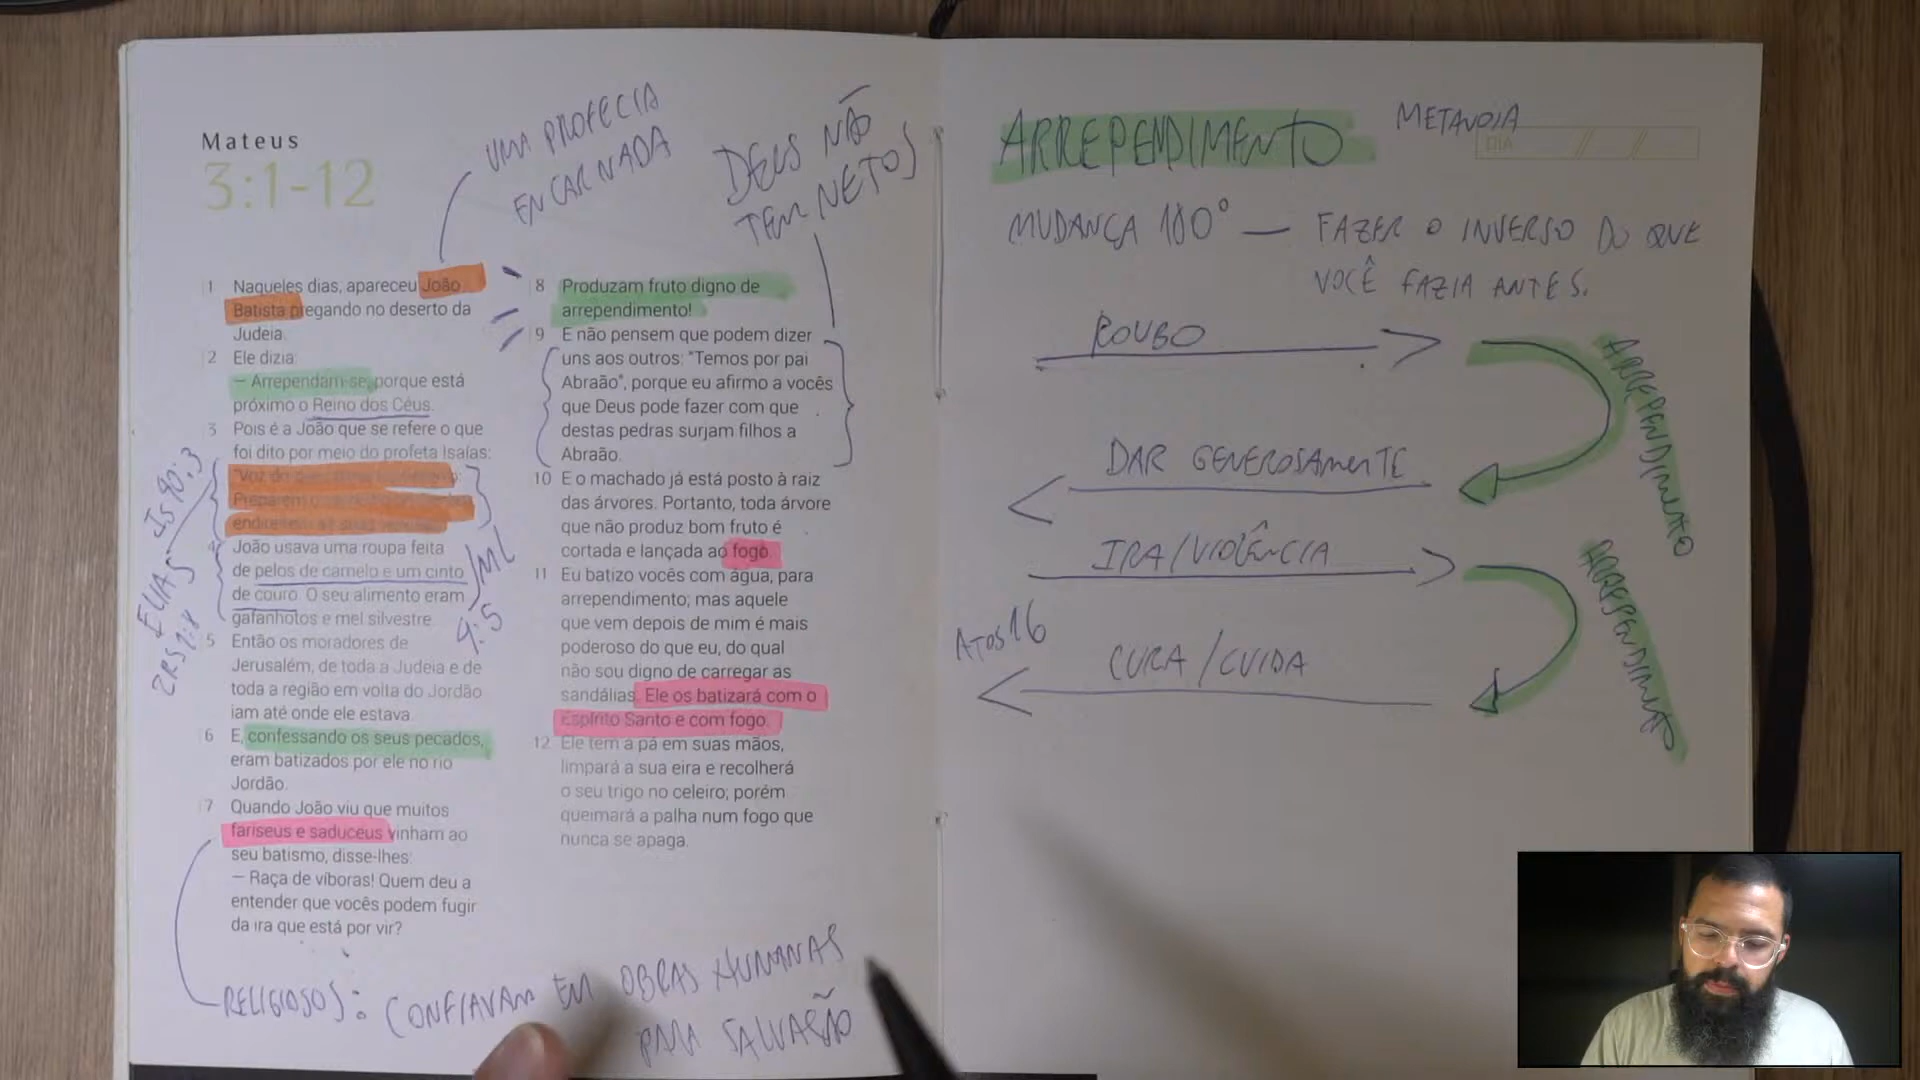 Mateus
3:1-12
UMA PROFECIA
ENCARNADA
DEUS NÃO
TEM NETOS
1 Naqueles dias, apareceu João
Batista pregando no deserto da
Judeia.
2 Ele dizia:
— Arrependam-se, porque está
próximo o Reino dos Céus.
3 Pois é a João que se refere o que
foi dito por meio do profeta Isaías:
"Voz do
Preparem o
4 João usava uma roupa feita
de pelos de camelo e um cinto
de couro. O seu alimento eram
gafanhotos e mel silvestre.
5 Então os moradores de
Jerusalém, de toda a Judeia e de
toda a região em volta do Jordão
iam até onde ele estava.
6 E, confessando os seus pecados,
eram batizados por ele no rio
Jordão.
7 Quando João viu que muitos
fariseus e saduceus vinham ao
seu batismo, disse-lhes:
— Raça de víboras! Quem deu a
entender que vocês podem fugir
da ira que está por vir?
Is 40:3
ELIAS
2RS 1:8
ML
4:5
8 Produzam fruto digno de
arrependimento!
9 E não pensem que podem dizer
uns aos outros: "Temos por pai
Abraão", porque eu afirmo a vocês
que Deus pode fazer com que
destas pedras surjam filhos a
Abraão.
10 E o machado já está posto à raiz
das árvores. Portanto, toda árvore
que não produz bom fruto é
cortada e lançada ao fogo.
11 Eu batizo vocês com água, para
arrependimento; mas aquele
que vem depois de mim é mais
poderoso do que eu, do qual
não sou digno de carregar as
sandálias. Ele os batizará com o
Espírito Santo e com fogo.
12 Ele tem a pá em suas mãos,
limpará a sua eira e recolherá
o seu trigo no celeiro; porém
queimará a palha num fogo que
nunca se apaga.
RELIGIOSOS: CONFIAVAM EM OBRAS HUMANAS
PARA SALVAÇÃO
ARREPENDIMENTO METANOIA
DIA / /
MUDANÇA 180° — FAZER O INVERSO DO QUE
VOCÊ FAZIA ANTES.
ROUBO
ARREPENDIMENTO
DAR GENEROSAMENTE
IRA/VIOLÊNCIA
ARREPENDIMENTO
ATOS 16
CURA / CUIDA